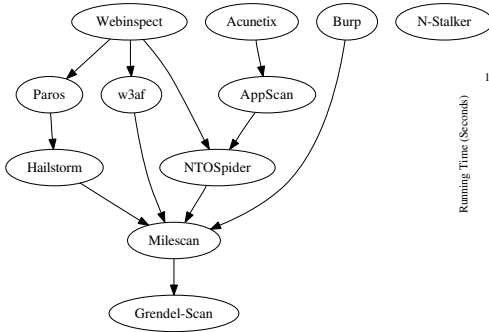 Webinspect
Acunetix
Burp
N-Stalker
Paros
w3af
AppScan
Hailstorm
NTOSpider
Milescan
Grendel-Scan
1
Running Time (Seconds)